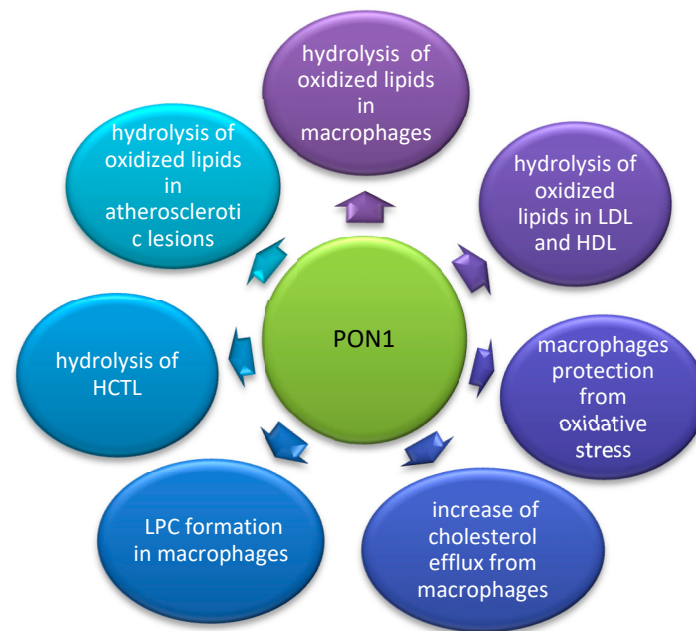 hydrolysis of
oxidized lipids
in
macrophages
hydrolysis of
oxidized
lipids in LDL
and HDL
macrophages
protection
from
oxidative
stress
increase of
cholesterol
efflux from
macrophages
LPC formation
in macrophages
hydrolysis of
HCTL
hydrolysis of
oxidized lipids
in
atheroscleroti
c lesions
PON1